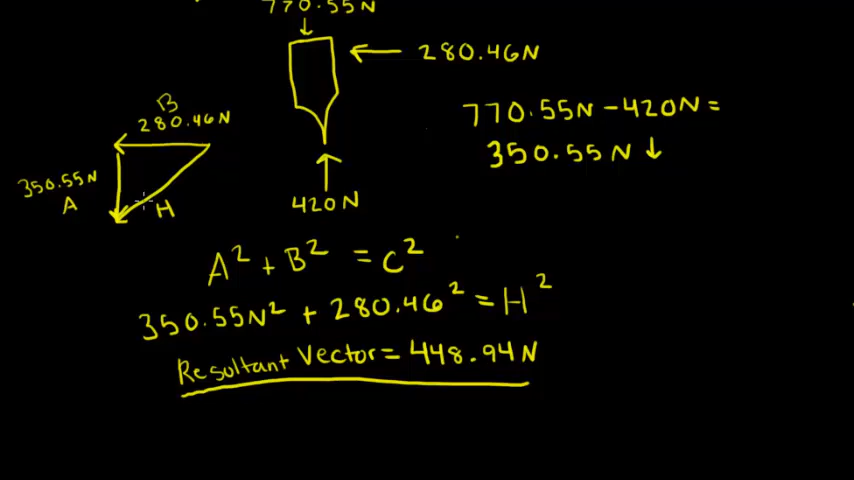 770.55N
280.46N
B
280.46N
770.55N - 420N =
350.55N ↓
350.55N
A
H
420N
A² + B² = C²
350.55N² + 280.46² = H²
Resultant Vector = 448.94N